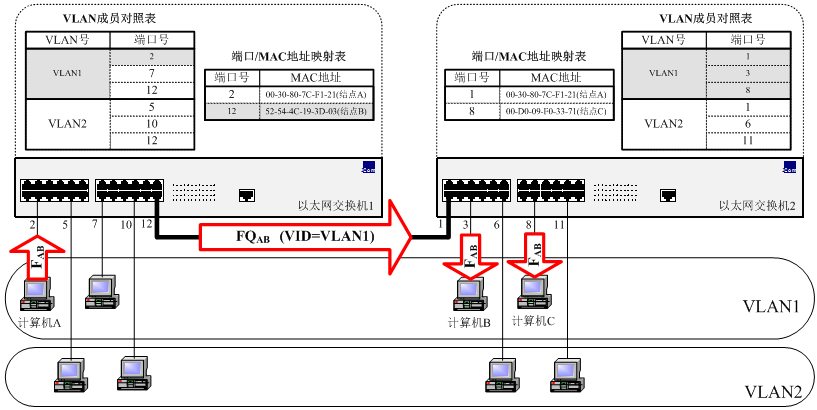 VLAN成员对照表
VLAN号 端口号
VLAN1
2
7
12
VLAN2
5
10
12
端口/MAC地址映射表
端口号 MAC地址
2 00-30-80-7C-F1-21(结点A)
12 52-54-4C-19-3D-03(结点B)
端口/MAC地址映射表
端口号 MAC地址
1 00-30-80-7C-F1-21(结点A)
8 00-D0-09-F0-33-71(结点C)
VLAN成员对照表
VLAN号 端口号
VLAN1
1
3
8
VLAN2
1
6
11
Com
以太网交换机1
Com
以太网交换机2
2 5 7 10 12
1 3 6 8 11
FQAB (VID=VLAN1)
FAB
FAB
FAB
计算机A
计算机B
计算机C
VLAN1
VLAN2